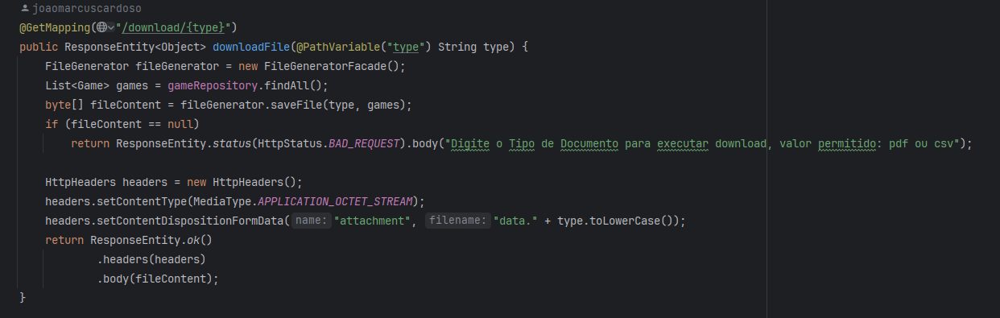 joaomarcuscardoso
@GetMapping("/download/{type}")
public ResponseEntity<Object> downloadFile(@PathVariable("type") String type) {
    FileGenerator fileGenerator = new FileGeneratorFacade();
    List<Game> games = gameRepository.findAll();
    byte[] fileContent = fileGenerator.saveFile(type, games);
    if (fileContent == null)
        return ResponseEntity.status(HttpStatus.BAD_REQUEST).body("Digite o Tipo de Documento para executar download, valor permitido: pdf ou csv");
    HttpHeaders headers = new HttpHeaders();
    headers.setContentType(MediaType.APPLICATION_OCTET_STREAM);
    headers.setContentDispositionFormData( name: "attachment", filename: "data." + type.toLowerCase());
    return ResponseEntity.ok()
            .headers(headers)
            .body(fileContent);
}